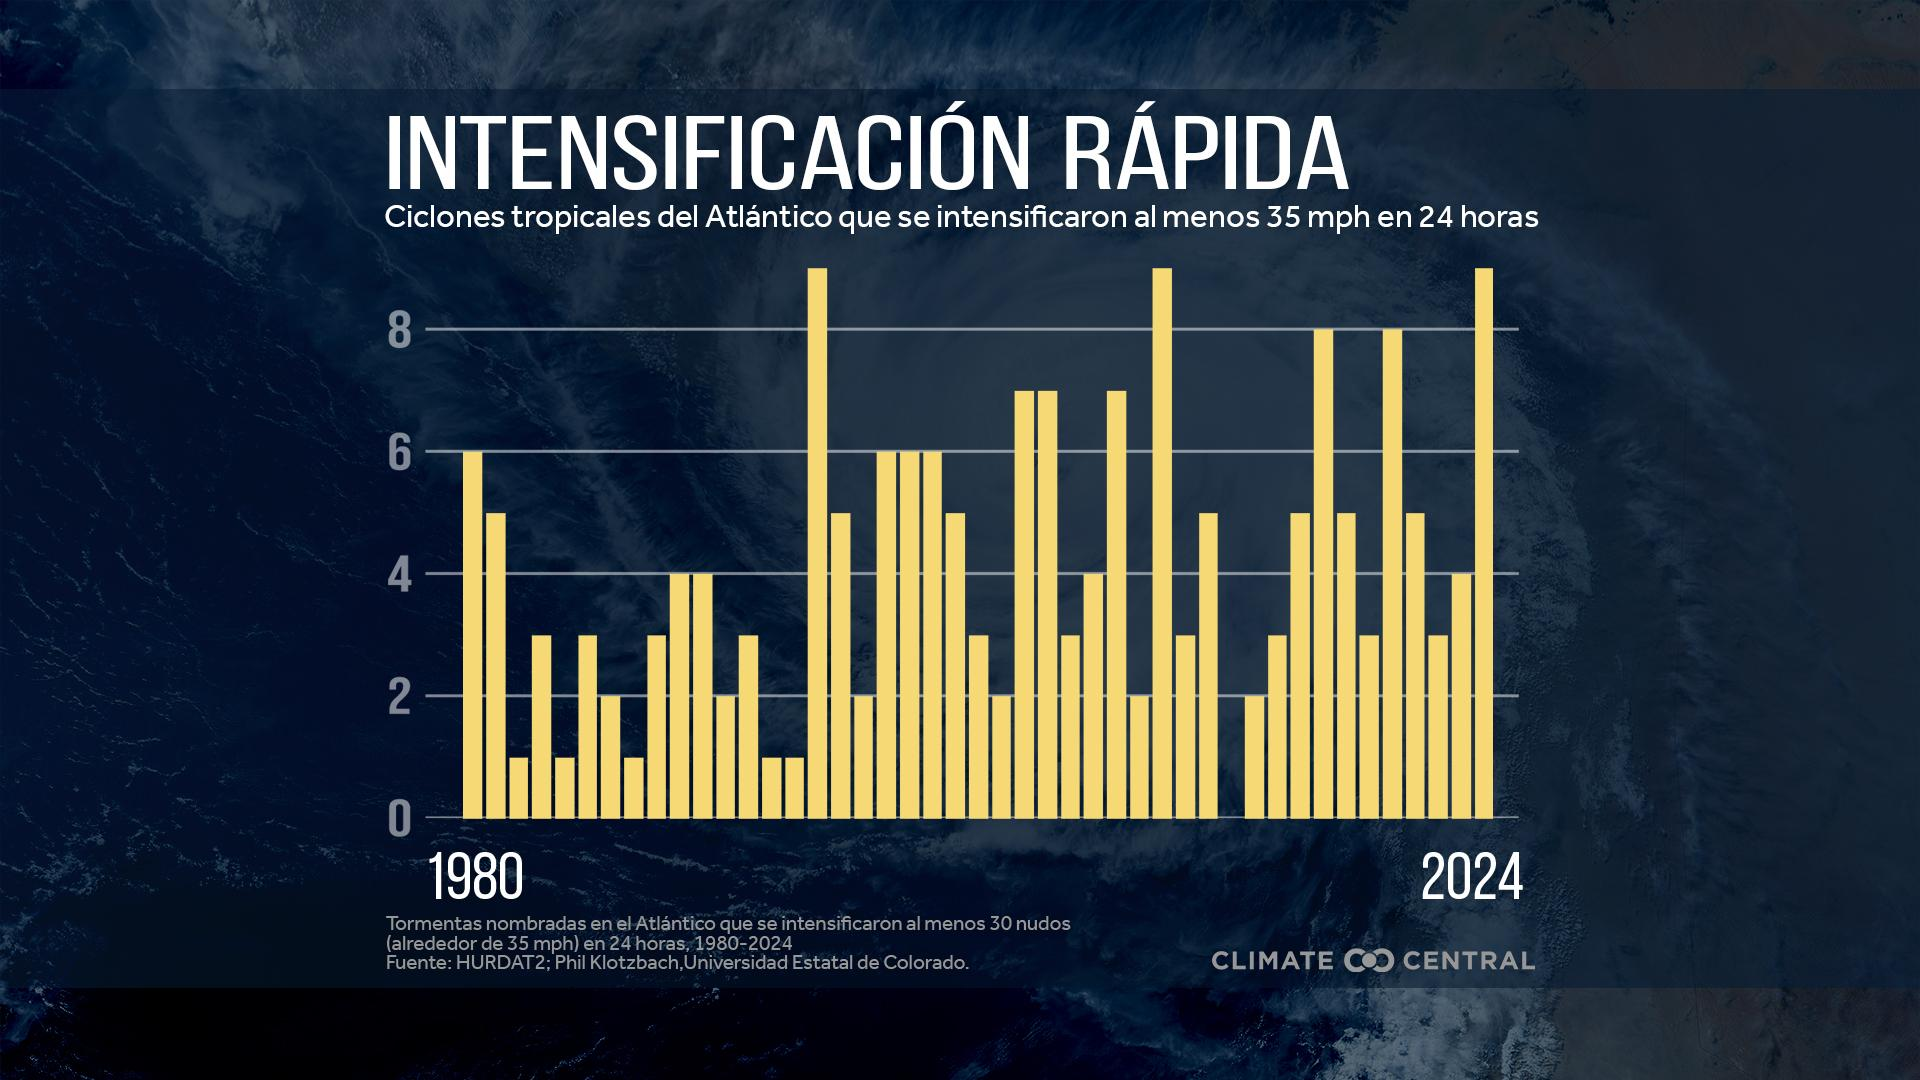 INTENSIFICACIÓN RÁPIDA
Ciclones tropicales del Atlántico que se intensificaron al menos 35 mph en 24 horas
8
6
4
2
0
1980
2024
Tormentas nombradas en el Atlántico que se intensificaron al menos 30 nudos
(alrededor de 35 mph) en 24 horas, 1980-2024
Fuente: HURDAT2; Phil Klotzbach,Universidad Estatal de Colorado.
CLIMATE CENTRAL